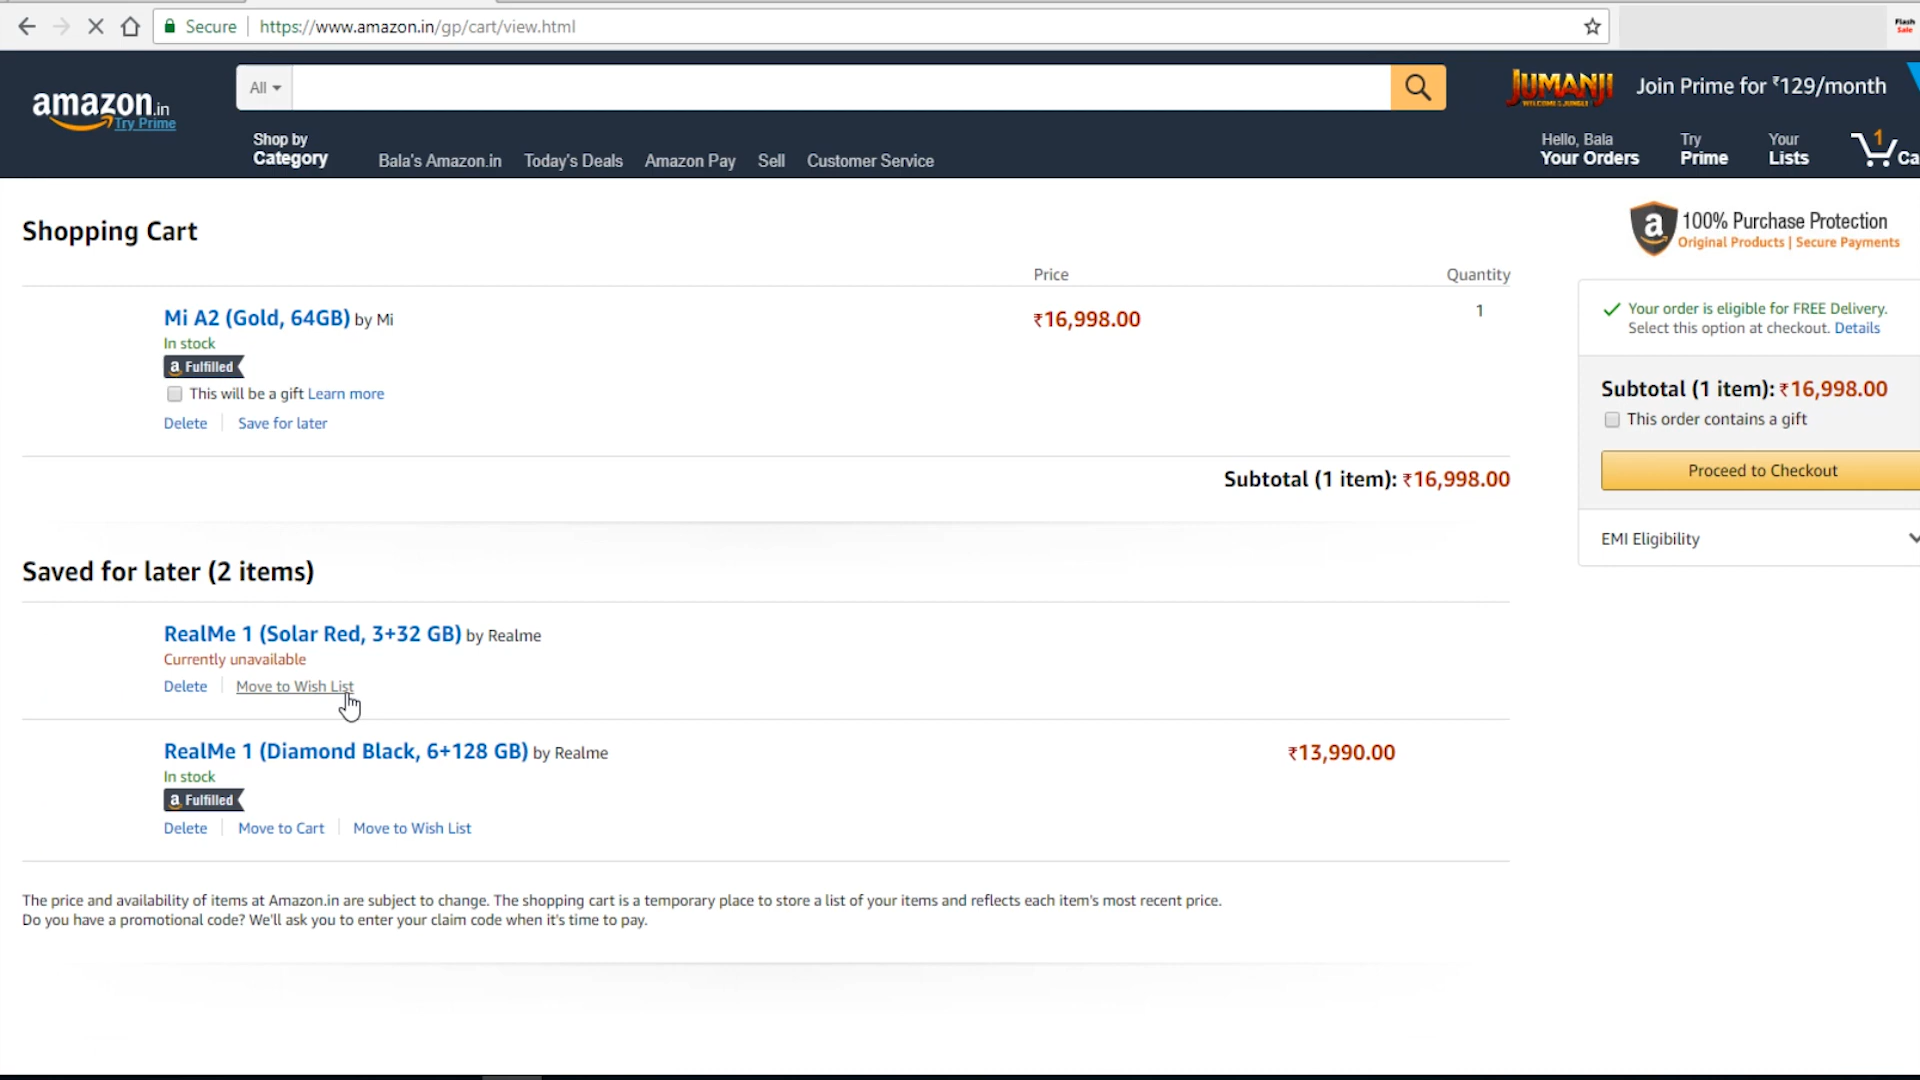 Secure https://www.amazon.in/gp/cart/view.html
Flash
Sale
amazon.in
Try Prime
All
JUMANJI
WELCOME TO THE JUNGLE
Join Prime for ₹129/month
Shop by
Category
Bala's Amazon.in Today's Deals Amazon Pay Sell Customer Service
Hello, Bala
Your Orders
Try
Prime
Your
Lists
1
Ca
Shopping Cart
100% Purchase Protection
Original Products | Secure Payments
Price Quantity
Mi A2 (Gold, 64GB) by Mi ₹16,998.00 1
In stock
a Fulfilled
This will be a gift Learn more
Delete Save for later
Subtotal (1 item): ₹16,998.00
Your order is eligible for FREE Delivery.
Select this option at checkout. Details
Subtotal (1 item): ₹16,998.00
This order contains a gift
Proceed to Checkout
EMI Eligibility
Saved for later (2 items)
RealMe 1 (Solar Red, 3+32 GB) by Realme
Currently unavailable
Delete Move to Wish List
RealMe 1 (Diamond Black, 6+128 GB) by Realme ₹13,990.00
In stock
a Fulfilled
Delete Move to Cart Move to Wish List
The price and availability of items at Amazon.in are subject to change. The shopping cart is a temporary place to store a list of your items and reflects each item's most recent price.
Do you have a promotional code? We'll ask you to enter your claim code when it's time to pay.